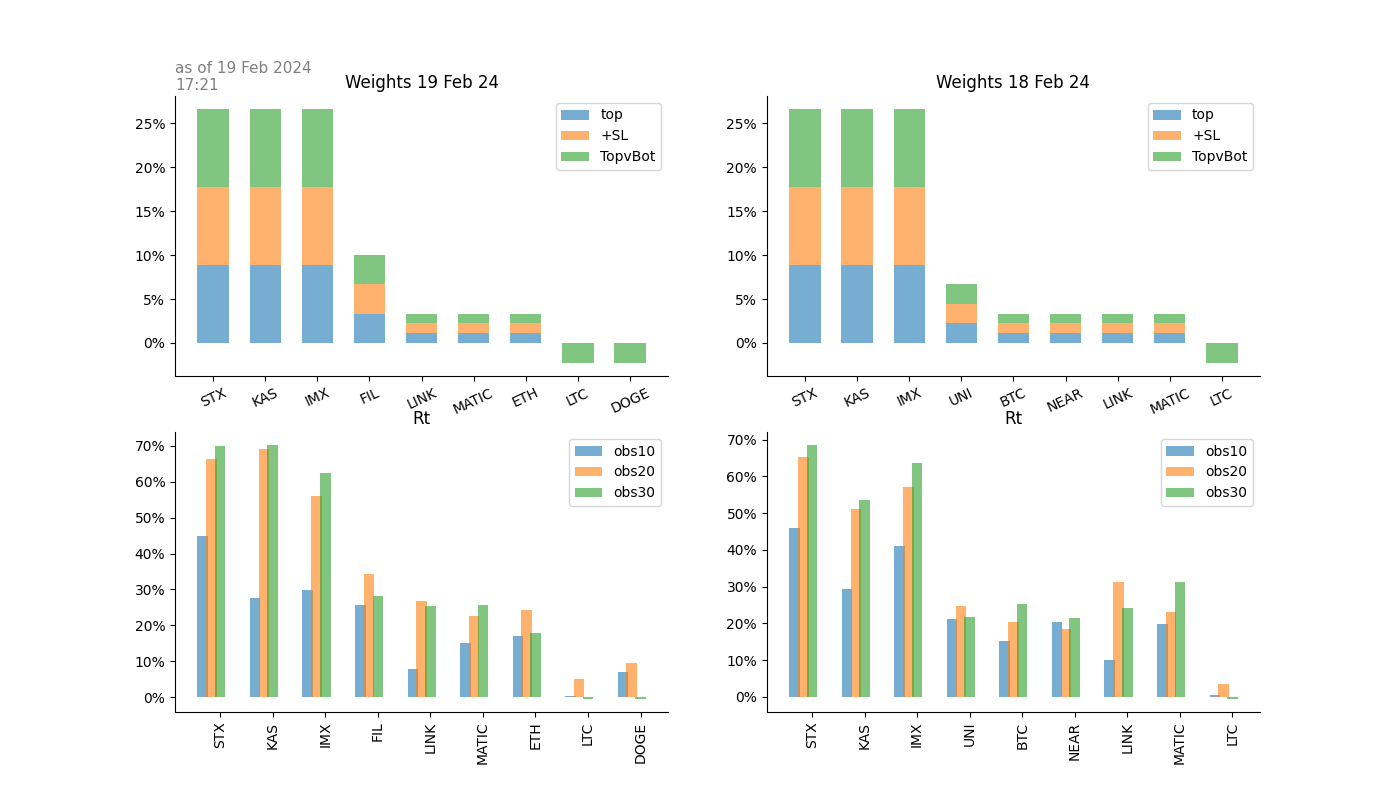 as of 19 Feb 2024
17:21
Weights 19 Feb 24
25%
20%
15%
10%
5%
0%
top
+SL
TopvBot
STX KAS IMX FIL LINK MATIC ETH LTC DOGE
Weights 18 Feb 24
25%
20%
15%
10%
5%
0%
top
+SL
TopvBot
STX KAS IMX UNI BTC NEAR LINK MATIC LTC
Rt
70%
60%
50%
40%
30%
20%
10%
0%
obs10
obs20
obs30
STX KAS IMX FIL LINK MATIC ETH LTC DOGE
Rt
70%
60%
50%
40%
30%
20%
10%
0%
obs10
obs20
obs30
STX KAS IMX UNI BTC NEAR LINK MATIC LTC